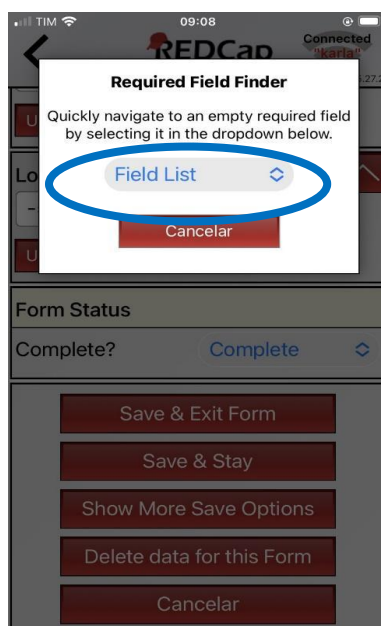 TIM 09:08
REDCap
Connected
"karla"
Required Field Finder
Quickly navigate to an empty required field
by selecting it in the dropdown below.
Field List
Cancelar
Lo
Form Status
Complete? Complete
Save & Exit Form
Save & Stay
Show More Save Options
Delete data for this Form
Cancelar